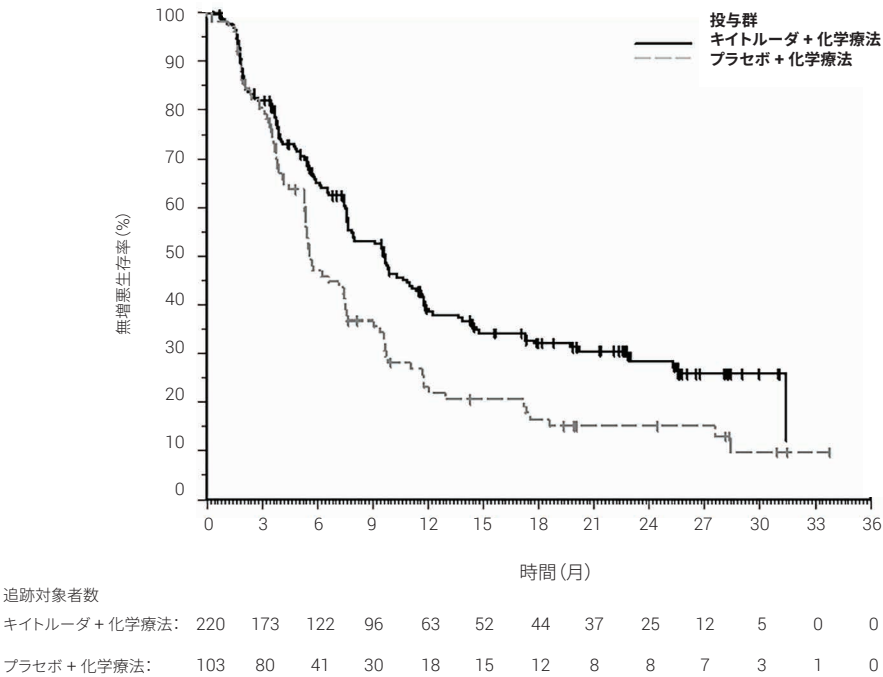 投与群
キイトルーダ + 化学療法
プラセボ + 化学療法
無増悪生存率(%)
100
90
80
70
60
50
40
30
20
10
0
0 3 6 9 12 15 18 21 24 27 30 33 36
時間(月)
追跡対象者数
キイトルーダ + 化学療法: 220 173 122 96 63 52 44 37 25 12 5 0 0
プラセボ + 化学療法: 103 80 41 30 18 15 12 8 8 7 3 1 0